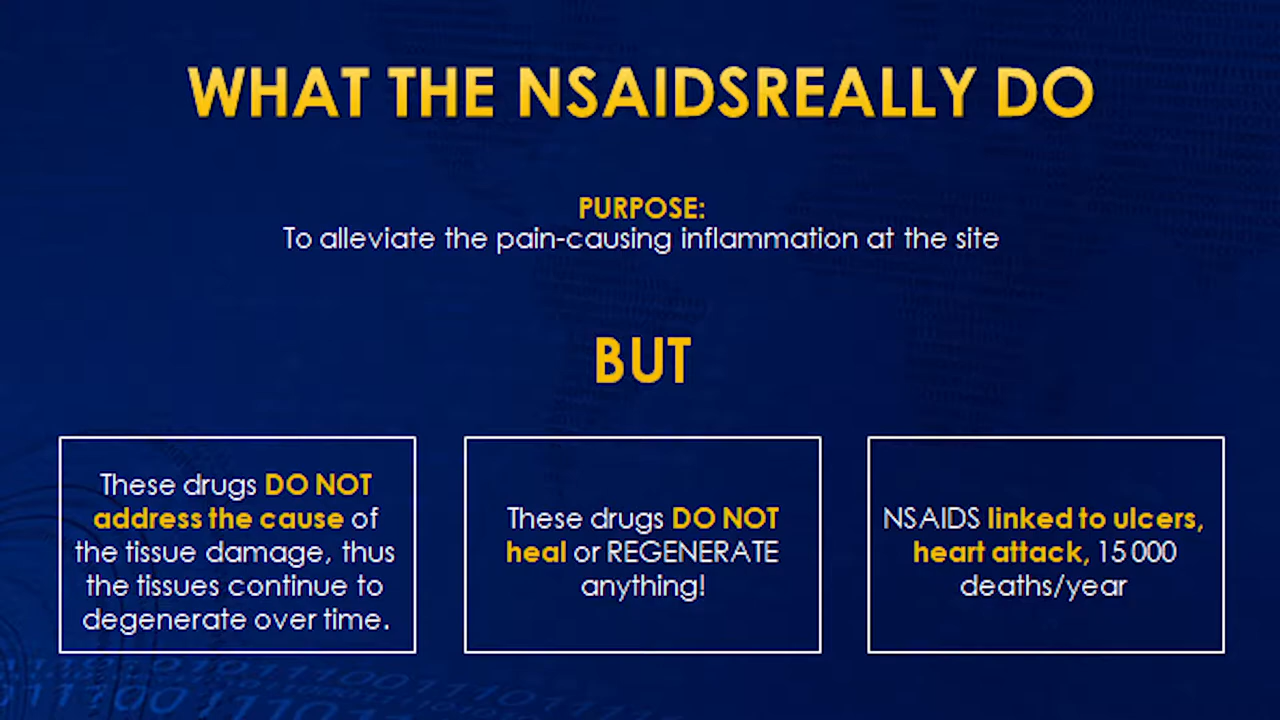 WHAT THE NSAIDSREALLY DO
PURPOSE:
To alleviate the pain-causing inflammation at the site
BUT
These drugs DO NOT
address the cause of
the tissue damage, thus
the tissues continue to
degenerate over time.
These drugs DO NOT
heal or REGENERATE
anything!
NSAIDS linked to ulcers,
heart attack, 15 000
deaths/year